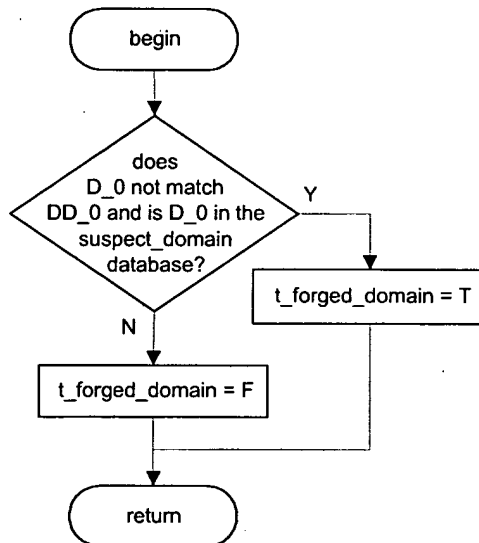 begin
does
D_0 not match
DD_0 and is D_0 in the
suspect_domain
database?
Y
t_forged_domain = T
N
t_forged_domain = F
return